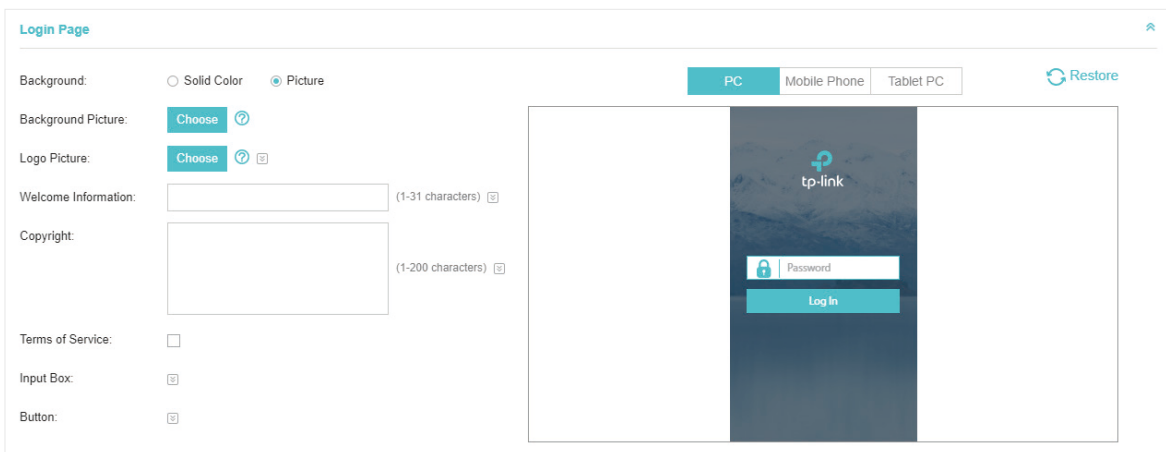 Login Page
Background: Solid Color Picture
Background Picture: Choose ?
Logo Picture: Choose ?
Welcome Information: (1-31 characters)
Copyright: (1-200 characters)
Terms of Service:
Input Box:
Button:
PC Mobile Phone Tablet PC Restore
tp-link
Password
Log In